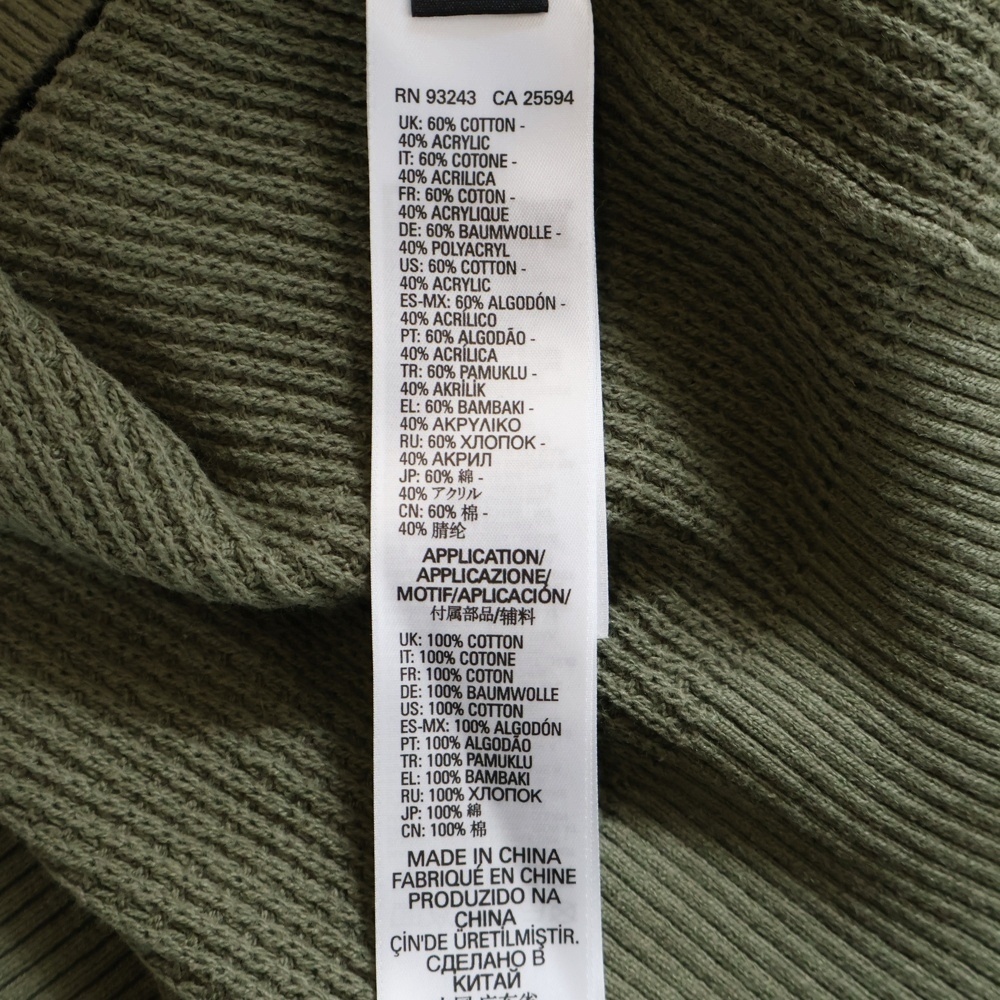 RN 93243 CA 25594
UK: 60% COTTON -
40% ACRYLIC
IT: 60% COTONE -
40% ACRILICA
FR: 60% COTON -
40% ACRYLIQUE
DE: 60% BAUMWOLLE -
40% POLYACRYL
US: 60% COTTON -
40% ACRYLIC
ES-MX: 60% ALGODÓN -
40% ACRÍLICO
PT: 60% ALGODÃO -
40% ACRÍLICA
TR: 60% PAMUKLU -
40% AKRİLİK
EL: 60% BAMBAKI -
40% ΑΚΡΥΛΙΚΟ
RU: 60% ХЛОПОК -
40% АКРИЛ
JP: 60% 綿 -
40% アクリル
CN: 60% 棉 -
40% 腈纶
APPLICATION/
APPLICAZIONE/
MOTIF/APLICACIÓN/
付属部品/辅料
UK: 100% COTTON
IT: 100% COTONE
FR: 100% COTON
DE: 100% BAUMWOLLE
US: 100% COTTON
ES-MX: 100% ALGODÓN
PT: 100% ALGODÃO
TR: 100% PAMUKLU
EL: 100% BAMBAKI
RU: 100% ХЛОПОК
JP: 100% 綿
CN: 100% 棉
MADE IN CHINA
FABRIQUÉ EN CHINE
PRODUZIDO NA
CHINA
ÇİN'DE ÜRETİLMİŞTİR.
СДЕЛАНО В
КИТАЙ